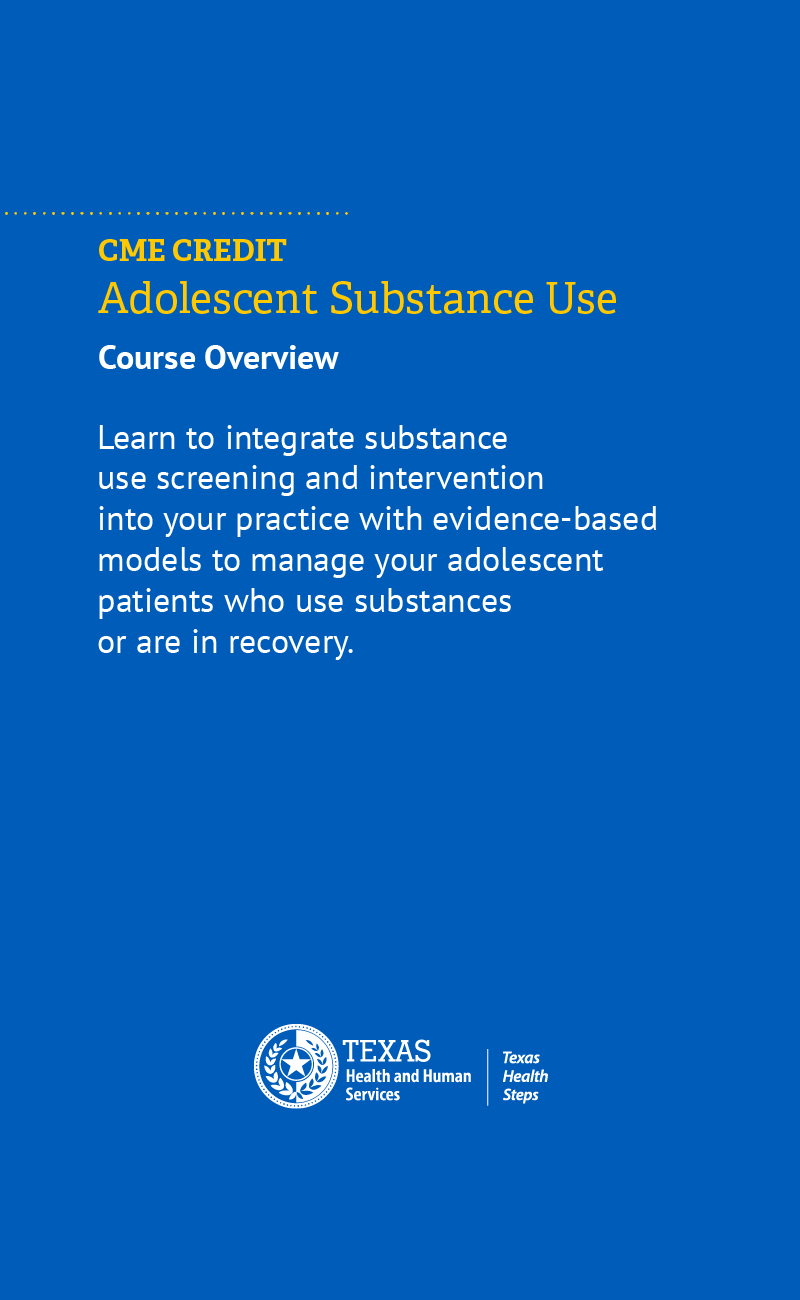 CME CREDIT
Adolescent Substance Use
Course Overview
Learn to integrate substance
use screening and intervention
into your practice with evidence-based
models to manage your adolescent
patients who use substances
or are in recovery.
TEXAS
Health and Human
Services
Texas
Health
Steps